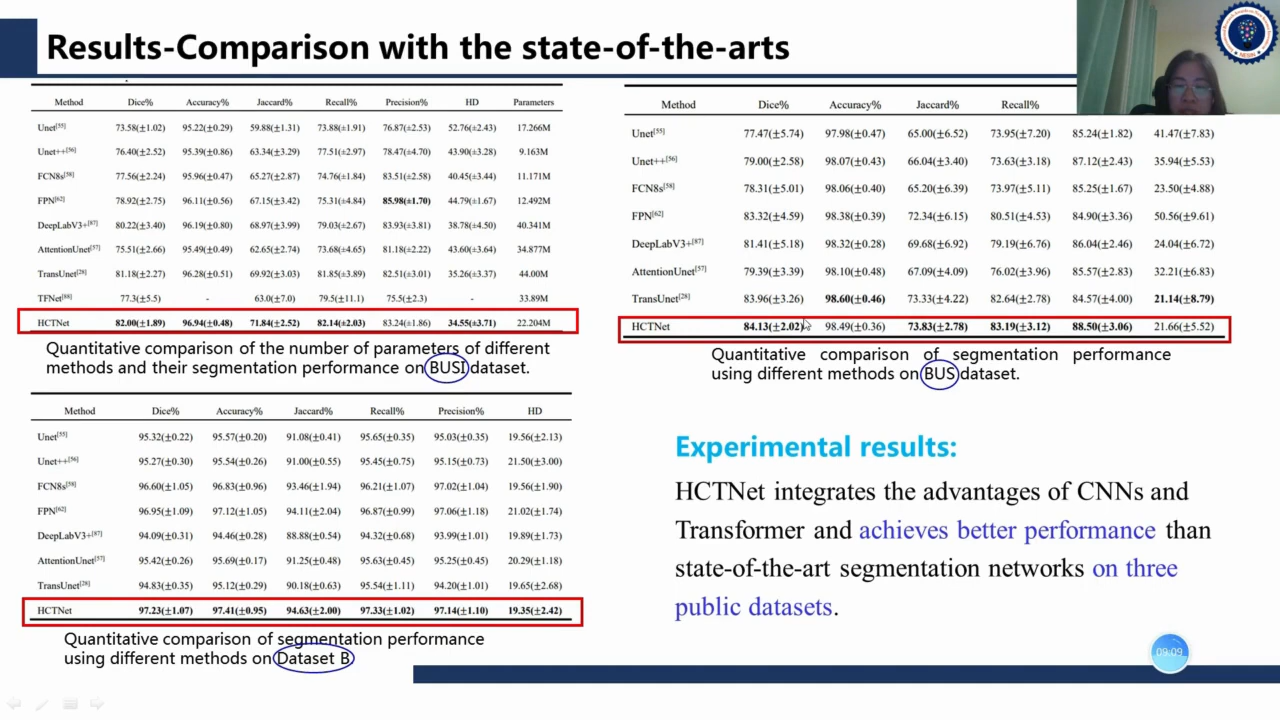 Results-Comparison with the state-of-the-arts
Method Dice% Accuracy% Jaccard% Recall% Precision% HD Parameters
Unet[55] 73.58(±1.02) 95.22(±0.29) 59.88(±1.31) 73.88(±1.91) 76.87(±2.53) 52.76(±2.43) 17.266M
Unet++[56] 76.40(±2.52) 95.39(±0.86) 63.34(±3.29) 77.51(±2.97) 78.47(±4.70) 43.90(±3.28) 9.163M
FCN8s[58] 77.56(±2.24) 95.96(±0.47) 65.27(±2.87) 74.76(±1.84) 83.51(±2.58) 40.45(±3.44) 11.171M
FPN[62] 78.92(±2.75) 96.11(±0.56) 67.15(±3.42) 75.31(±4.84) 85.98(±1.70) 44.79(±1.67) 12.492M
DeepLabV3+[87] 80.22(±3.40) 96.19(±0.80) 68.97(±3.99) 79.03(±2.67) 83.93(±3.81) 38.78(±4.50) 40.341M
AttentionUnet[57] 75.51(±2.66) 95.49(±0.49) 62.65(±2.74) 73.68(±4.65) 81.18(±2.22) 43.60(±3.64) 34.877M
TransUnet[28] 81.18(±2.27) 96.28(±0.51) 69.92(±3.03) 81.85(±3.89) 82.51(±3.01) 35.26(±3.37) 44.00M
TFNet[88] 77.3(±5.5) - 63.0(±7.0) 79.5(±11.1) 75.5(±2.3) - 33.89M
HCTNet 82.00(±1.89) 96.94(±0.48) 71.84(±2.52) 82.14(±2.03) 83.24(±1.86) 34.55(±3.71) 22.204M
Quantitative comparison of the number of parameters of different
methods and their segmentation performance on BUSI dataset.
Method Dice% Accuracy% Jaccard% Recall% Precision% HD
Unet[55] 95.32(±0.22) 95.57(±0.20) 91.08(±0.41) 95.65(±0.35) 95.03(±0.35) 19.56(±2.13)
Unet++[56] 95.27(±0.30) 95.54(±0.26) 91.00(±0.55) 95.45(±0.75) 95.15(±0.73) 21.50(±3.00)
FCN8s[58] 96.60(±1.05) 96.83(±0.96) 93.46(±1.94) 96.21(±1.07) 97.02(±1.04) 19.56(±1.90)
FPN[62] 96.95(±1.09) 97.12(±1.05) 94.11(±2.04) 96.87(±0.99) 97.06(±1.18) 21.02(±1.74)
DeepLabV3+[87] 94.09(±0.31) 94.46(±0.28) 88.88(±0.54) 94.32(±0.68) 93.99(±1.01) 19.89(±1.73)
AttentionUnet[57] 95.42(±0.26) 95.69(±0.17) 91.25(±0.48) 95.63(±0.45) 95.25(±0.45) 20.29(±1.18)
TransUnet[28] 94.83(±0.35) 95.12(±0.29) 90.18(±0.63) 95.54(±1.11) 94.20(±1.01) 19.65(±2.68)
HCTNet 97.23(±1.07) 97.41(±0.95) 94.63(±2.00) 97.33(±1.02) 97.14(±1.10) 19.35(±2.42)
Quantitative comparison of segmentation performance
using different methods on Dataset B
Method Dice% Accuracy% Jaccard% Recall%
Unet[55] 77.47(±5.74) 97.98(±0.47) 65.00(±6.52) 73.95(±7.20) 85.24(±1.82) 41.47(±7.83)
Unet++[56] 79.00(±2.58) 98.07(±0.43) 66.04(±3.40) 73.63(±3.18) 87.12(±2.43) 35.94(±5.53)
FCN8s[58] 78.31(±5.01) 98.06(±0.40) 65.20(±6.39) 73.97(±5.11) 85.25(±1.67) 23.50(±4.88)
FPN[62] 83.32(±4.59) 98.38(±0.39) 72.34(±6.15) 80.51(±4.53) 84.90(±3.36) 50.56(±9.61)
DeepLabV3+[87] 81.41(±5.18) 98.32(±0.28) 69.68(±6.92) 79.19(±6.76) 86.04(±2.46) 24.04(±6.72)
AttentionUnet[57] 79.39(±3.39) 98.10(±0.48) 67.09(±4.09) 76.02(±3.96) 85.57(±2.83) 32.21(±6.83)
TransUnet[28] 83.96(±3.26) 98.60(±0.46) 73.33(±4.22) 82.64(±2.78) 84.57(±4.00) 21.14(±8.79)
HCTNet 84.13(±2.02) 98.49(±0.36) 73.83(±2.78) 83.19(±3.12) 88.50(±3.06) 21.66(±5.52)
Quantitative comparison of segmentation performance
using different methods on BUS dataset.
Experimental results:
HCTNet integrates the advantages of CNNs and
Transformer and achieves better performance than
state-of-the-art segmentation networks on three
public datasets.
09:09